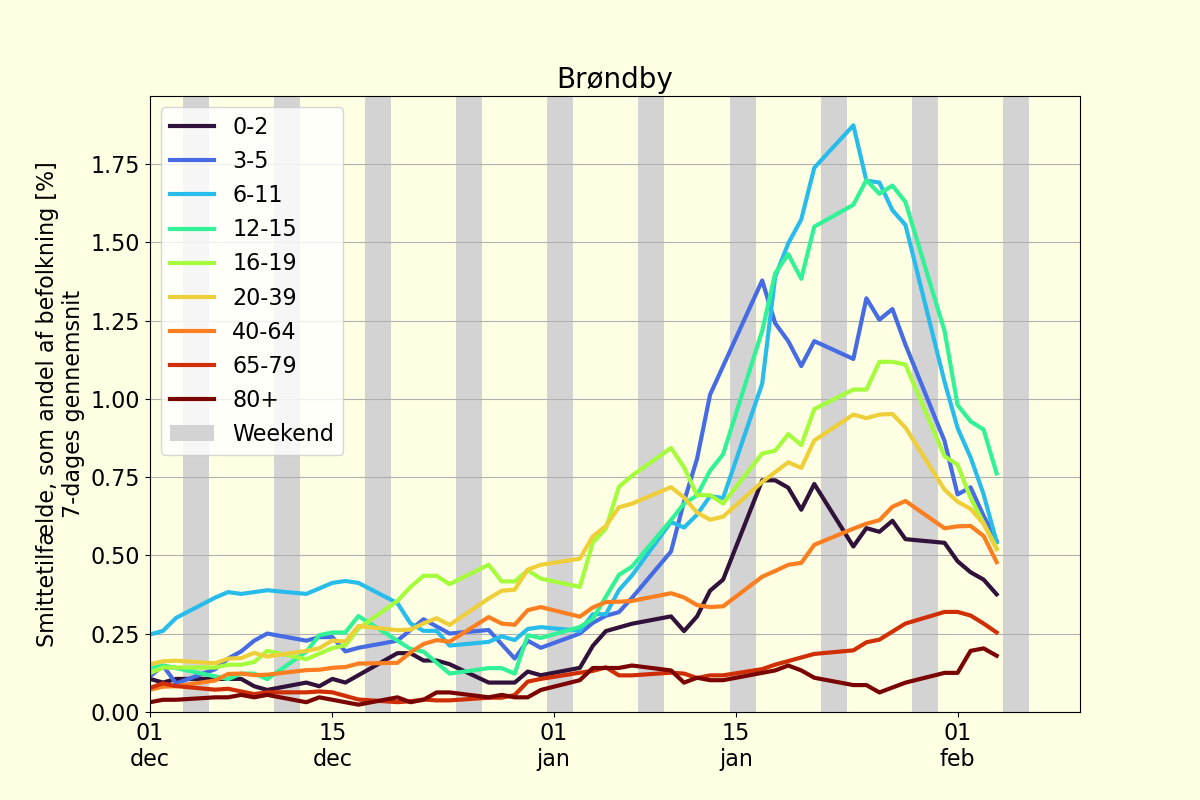 Brøndby
Smittetilfælde, som andel af befolkning [%]
7-dages gennemsnit
1.75
1.50
1.25
1.00
0.75
0.50
0.25
0.00
0-2
3-5
6-11
12-15
16-19
20-39
40-64
65-79
80+
Weekend
01
dec
15
dec
01
jan
15
jan
01
feb